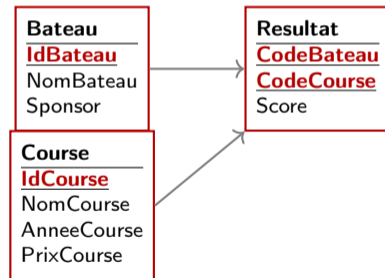 Bateau
IdBateau
NomBateau
Sponsor
Resultat
CodeBateau
CodeCourse
Score
Course
IdCourse
NomCourse
AnneeCourse
PrixCourse